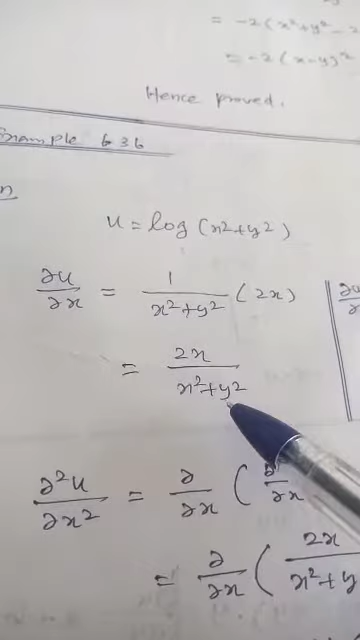 = -2(x²+y²-2
= -2(x-y)²
Hence proved.
Example 6 36
u = log (x²+y²)
∂u/∂x = 1/(x²+y²) (2x)
= 2x/(x²+y²)
∂²u/∂x² = ∂/∂x (∂u/∂x
= ∂/∂x (2x/(x²+y